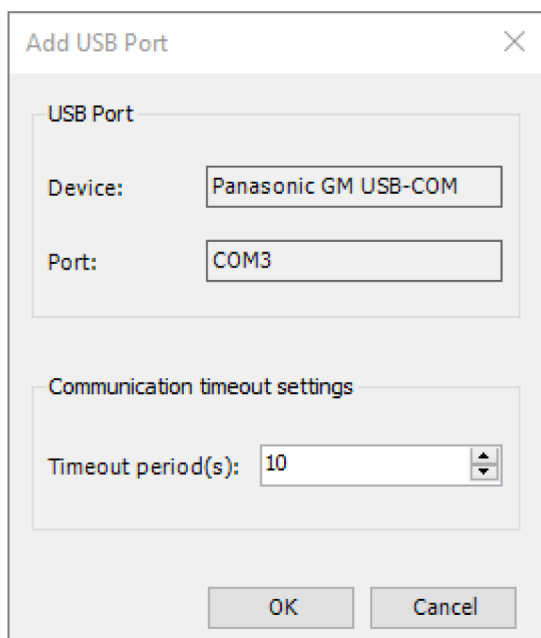 Add USB Port
USB Port
Device: Panasonic GM USB-COM
Port: COM3
Communication timeout settings
Timeout period(s): 10
OK Cancel